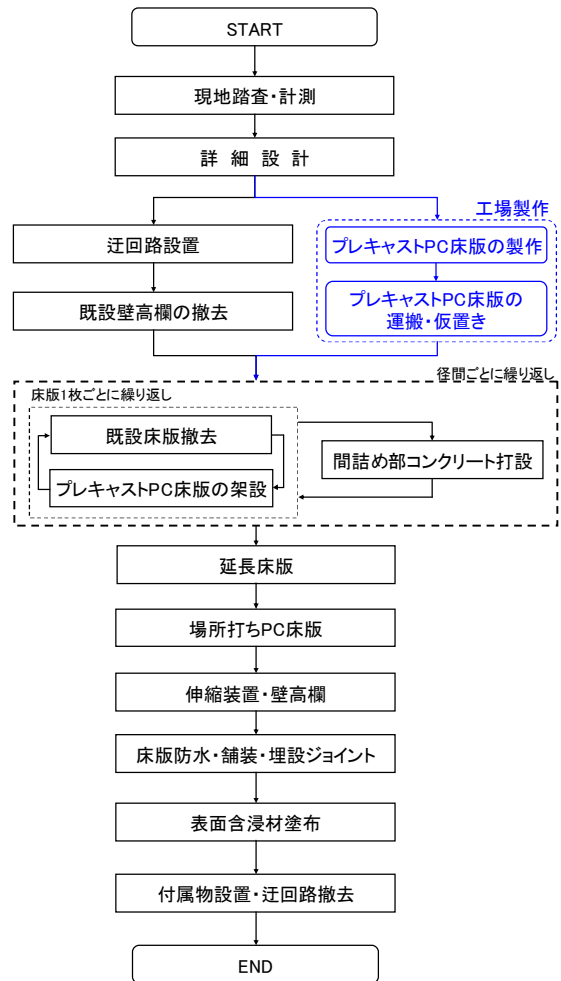 START
現地踏査・計測
詳 細 設 計
工場製作
迂回路設置
プレキャストPC床版の製作
既設壁高欄の撤去
プレキャストPC床版の
運搬・仮置き
径間ごとに繰り返し
床版1枚ごとに繰り返し
既設床版撤去
プレキャストPC床版の架設
間詰め部コンクリート打設
延長床版
場所打ちPC床版
伸縮装置・壁高欄
床版防水・舗装・埋設ジョイント
表面含浸材塗布
付属物設置・迂回路撤去
END